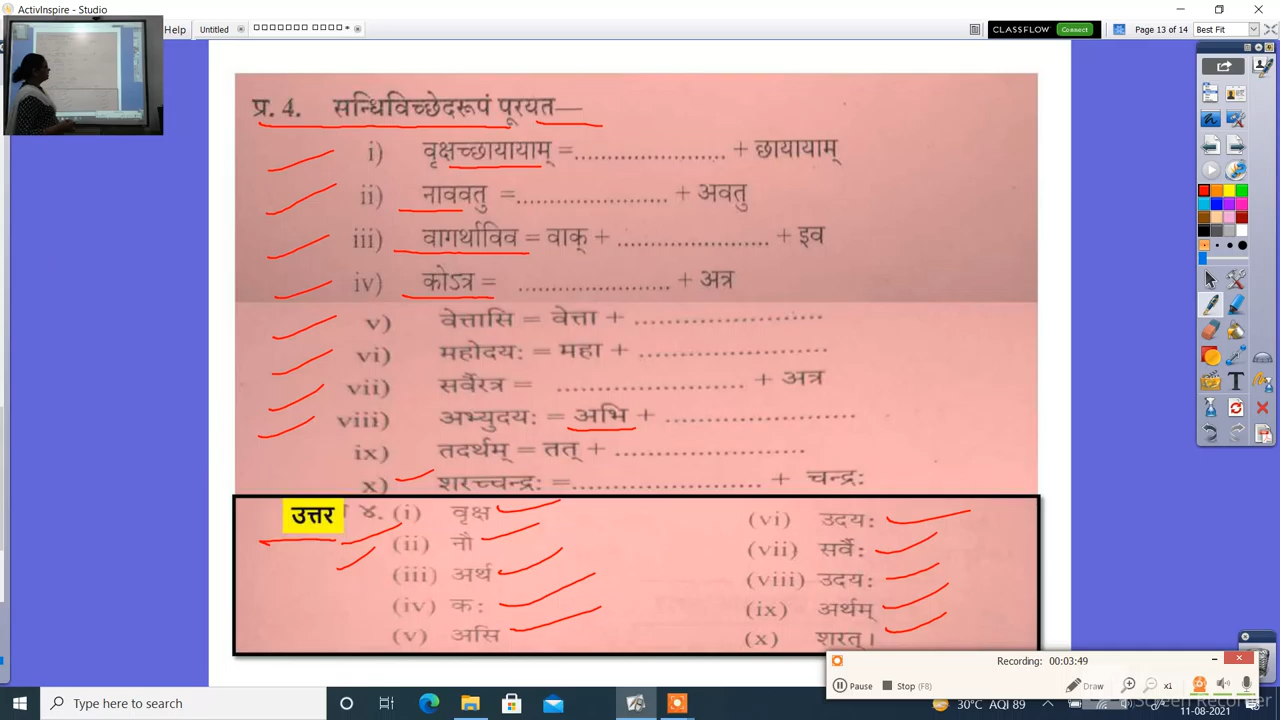 ActivInspire - Studio
Help Untitled
CLASSFLOW Connect
Page 13 of 14 Best Fit
प्र. 4. सन्धिविच्छेदरूपं पूरयत—
i) वृक्षच्छायायाम् =........................ + छायायाम्
ii) नाववतु =........................ + अवतु
iii) वागर्थाविव = वाक् + ........................ + इव
iv) कोऽत्र = ........................ + अत्र
v) वेत्तासि = वेत्ता + ........................
vi) महोदय: = महा + ........................
vii) सर्वैरत्र = ........................ + अत्र
viii) अभ्युदय: = अभि + ........................
ix) तदर्थम् = तत् + ........................
x) शरच्चन्द्र: =........................ + चन्द्र:
उत्तर ४. (i) वृक्ष
(ii) नौ
(iii) अर्थ
(iv) क:
(v) असि
(vi) उदय:
(vii) सर्वै:
(viii) उदय:
(ix) अर्थम्
(x) शरत्।
Recording: 00:03:49
Pause Stop (F8) Draw x1
Type here to search
30°C AQI 89
11-08-2021